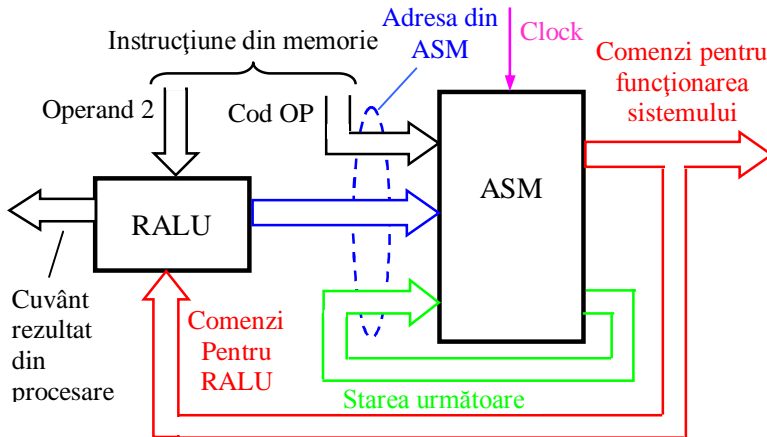 Instrucţiune din memorie
Adresa din
ASM
Clock
Comenzi pentru
funcţionarea
sistemului
Operand 2
Cod OP
RALU
ASM
Cuvânt
rezultat
din
procesare
Comenzi
Pentru
RALU
Starea următoare